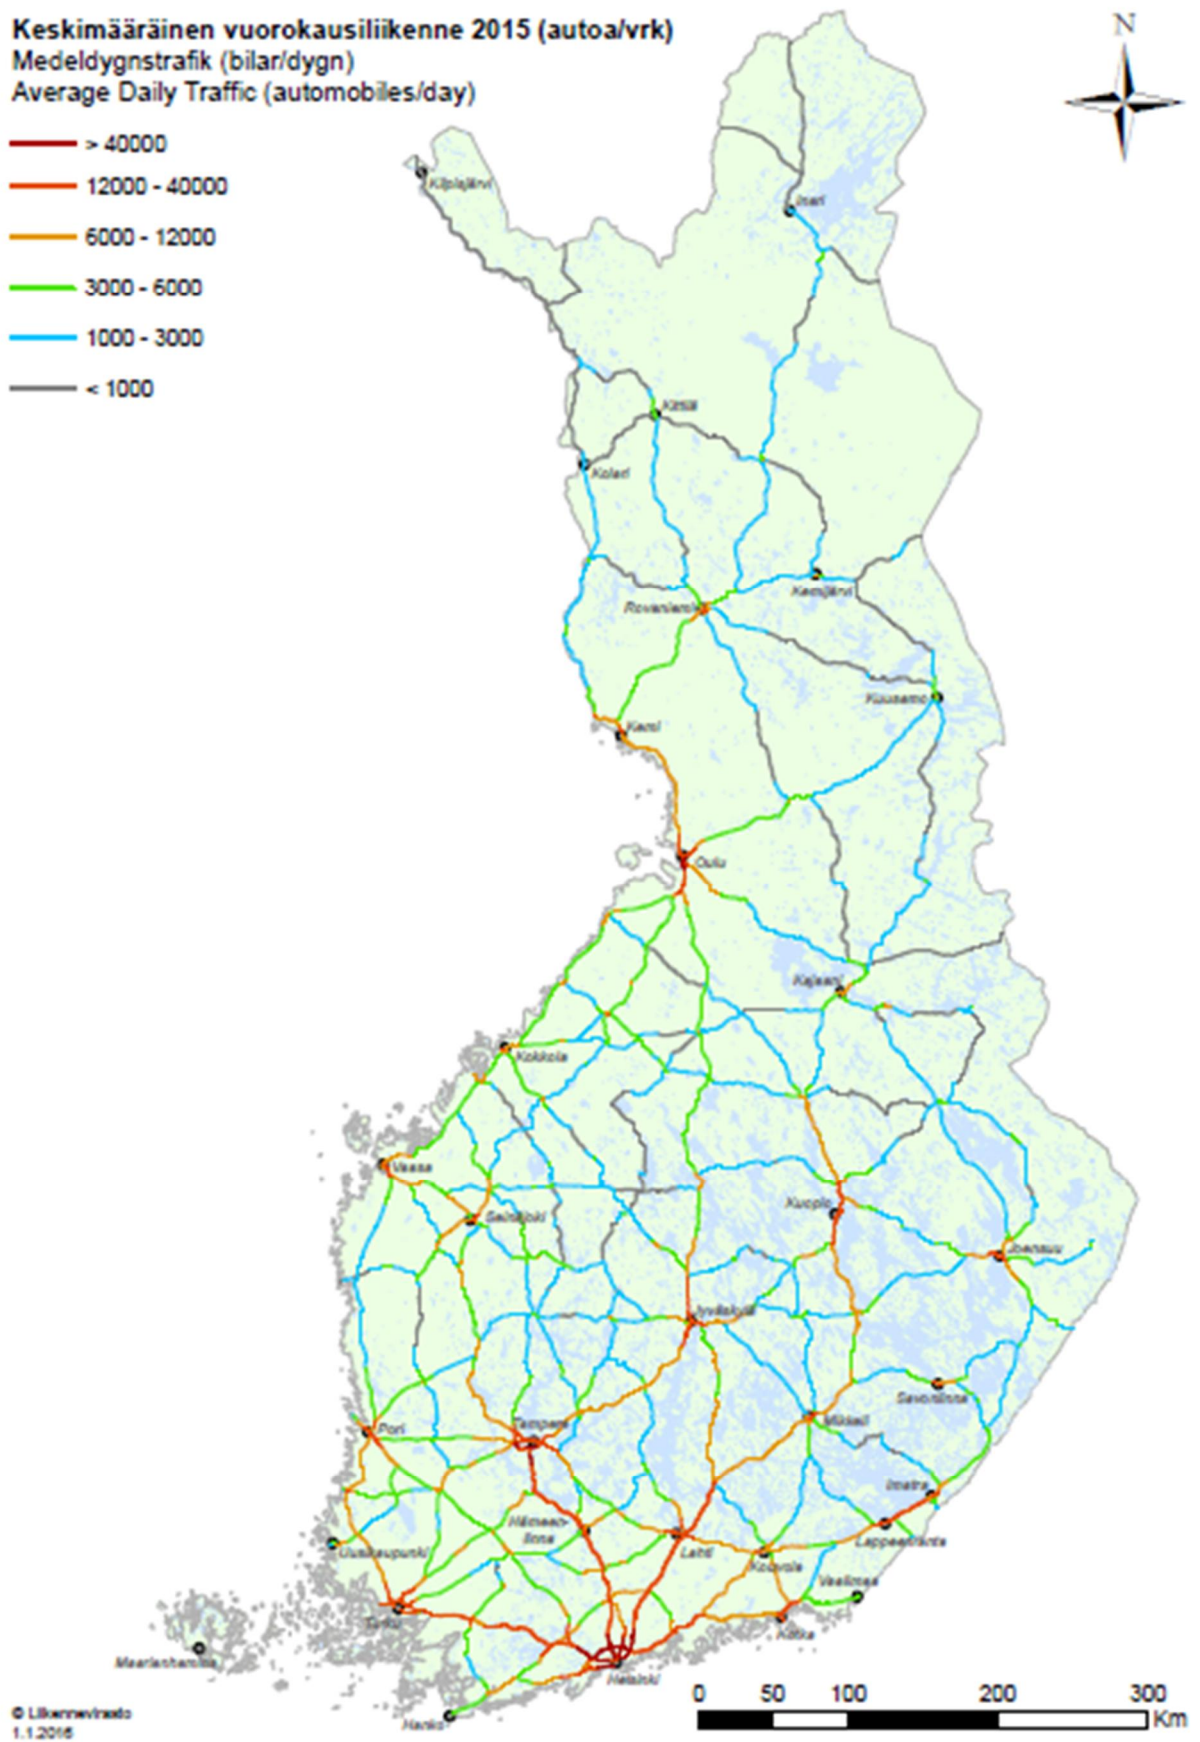 Keskimääräinen vuorokausiliikenne 2015 (autoa/vrk)
Medeldygnstrafik (bilar/dygn)
Average Daily Traffic (automobiles/day)
> 40000
12000 - 40000
6000 - 12000
3000 - 6000
1000 - 3000
< 1000
N
Kilpisjärvi
Inari
Kittilä
Kolari
Kemijärvi
Rovaniemi
Kuusamo
Kemi
Oulu
Kajaani
Kokkola
Vaasa
Seinäjoki
Kuopio
Joensuu
Jyväskylä
Savonlinna
Pori
Tampere
Mikkeli
Imatra
Hämeen-
linna
Lahti
Lappeenranta
Uusikaupunki
Kouvola
Vaalimaa
Turku
Kotka
Maarianhamina
Helsinki
Hanko
0 50 100 200 300
Km
© Liikennevirasto
1.1.2016